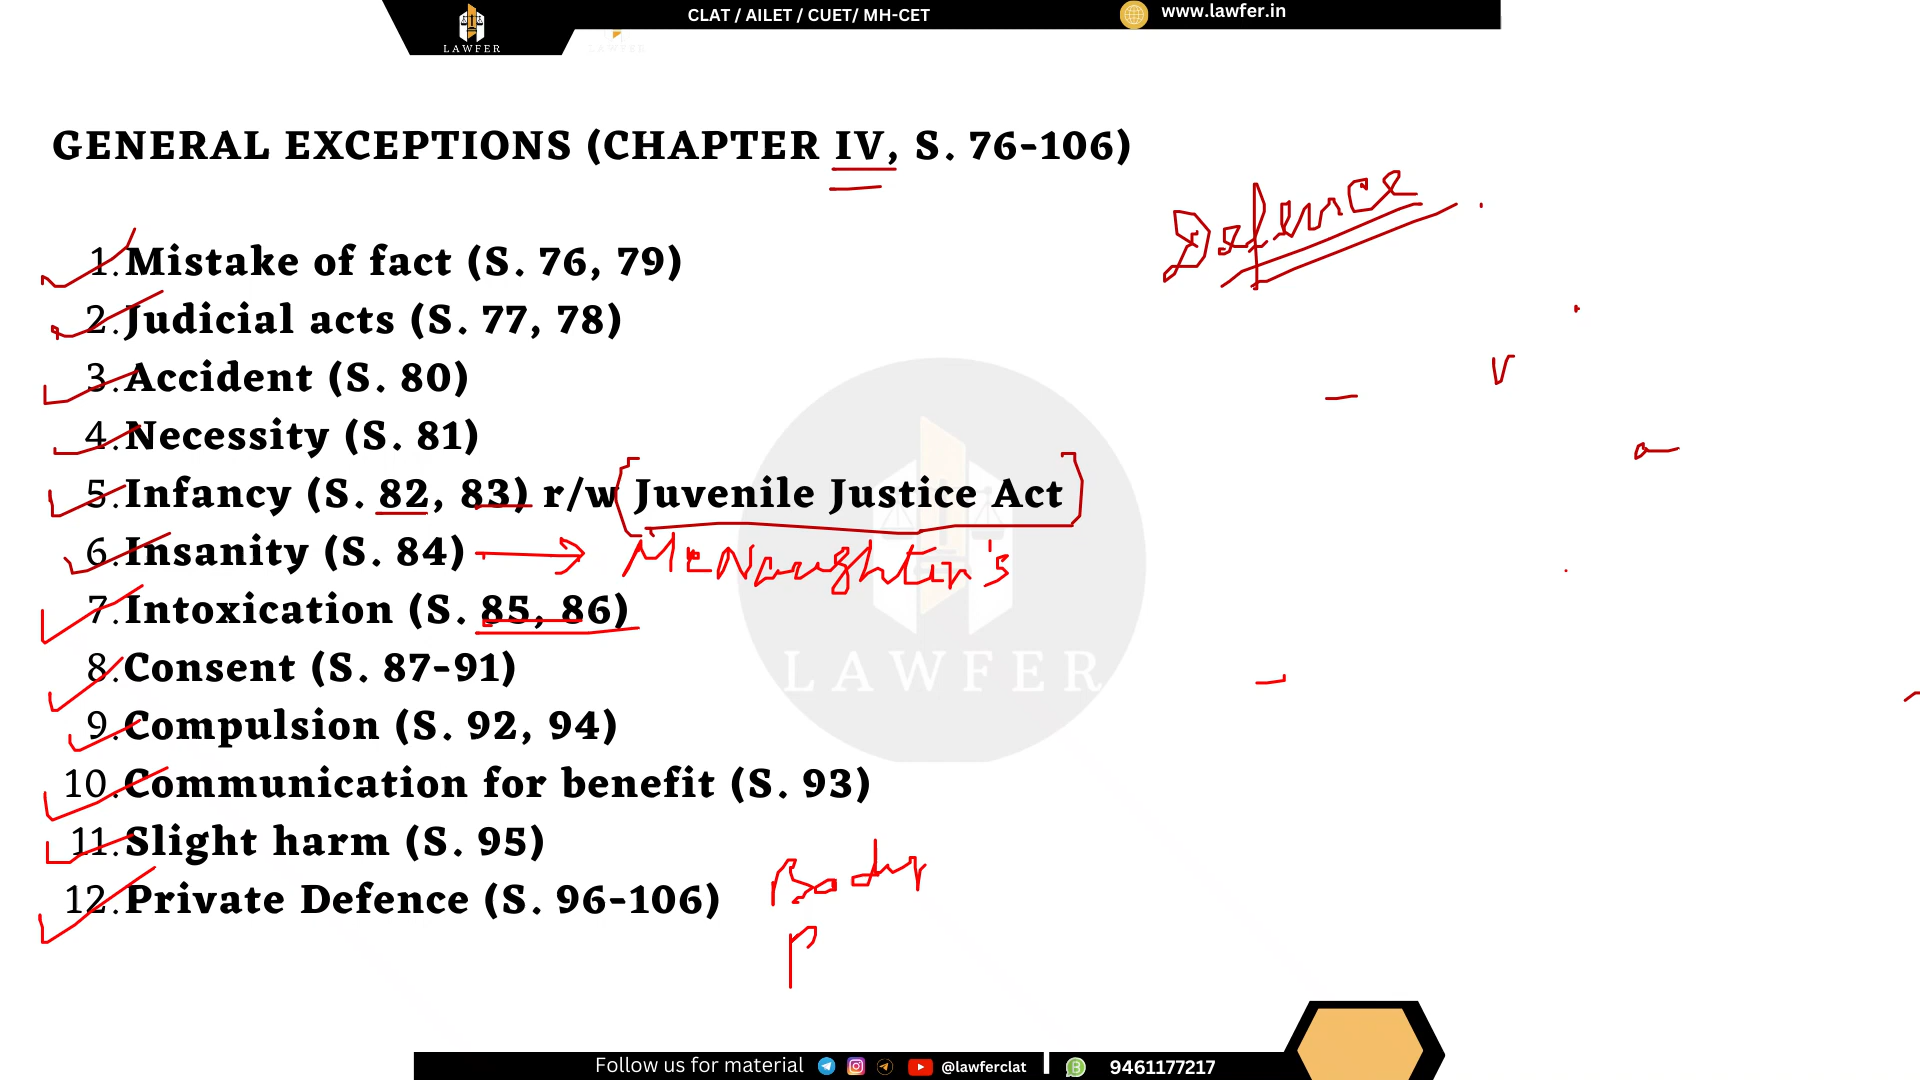 LAWFER
CLAT / AILET / CUET/ MH-CET
www.lawfer.in
GENERAL EXCEPTIONS (CHAPTER IV, S. 76-106)
Defence
1. Mistake of fact (S. 76, 79)
2. Judicial acts (S. 77, 78)
3. Accident (S. 80)
4. Necessity (S. 81)
5. Infancy (S. 82, 83) r/w Juvenile Justice Act
6. Insanity (S. 84) → McNaughtin's
7. Intoxication (S. 85, 86)
8. Consent (S. 87-91)
9. Compulsion (S. 92, 94)
10. Communication for benefit (S. 93)
11. Slight harm (S. 95)
12. Private Defence (S. 96-106) Body
P
LAWFER
Follow us for material @lawferclat 9461177217